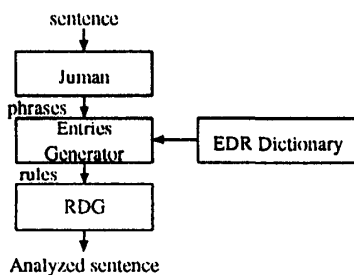 sentence
Juman
phrases
Entries
Generator
EDR Dictionary
rules
RDG
Analyzed sentence